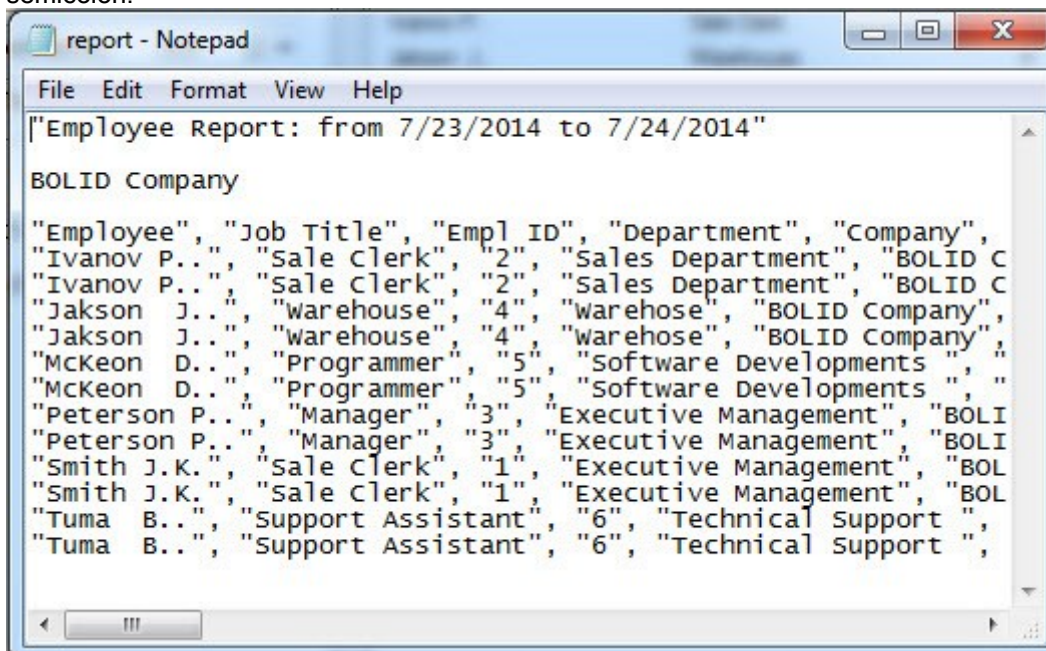 semicolon.
report - Notepad
File Edit Format View Help
"Employee Report: from 7/23/2014 to 7/24/2014"
BOLID Company
"Employee", "Job Title", "Empl ID", "Department", "Company",
"Ivanov P..", "Sale Clerk", "2", "Sales Department", "BOLID C
"Ivanov P..", "Sale Clerk", "2", "Sales Department", "BOLID C
"Jakson  J..", "Warehouse", "4", "Warehose", "BOLID Company",
"Jakson  J..", "Warehouse", "4", "Warehose", "BOLID Company",
"McKeon  D..", "Programmer", "5", "Software Developments ", "
"McKeon  D..", "Programmer", "5", "Software Developments ", "
"Peterson P..", "Manager", "3", "Executive Management", "BOLI
"Peterson P..", "Manager", "3", "Executive Management", "BOLI
"Smith J.K.", "Sale Clerk", "1", "Executive Management", "BOL
"Smith J.K.", "Sale Clerk", "1", "Executive Management", "BOL
"Tuma  B..", "Support Assistant", "6", "Technical Support ",
"Tuma  B..", "Support Assistant", "6", "Technical Support ",